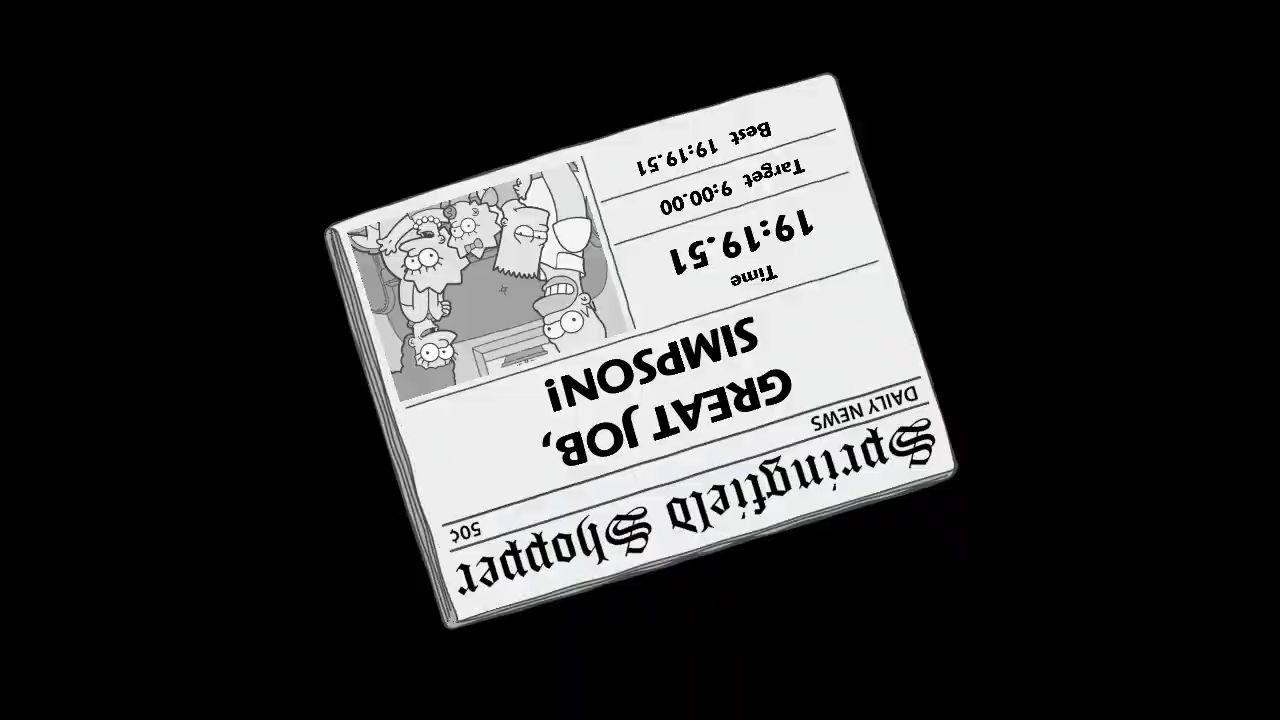 Springfield Shopper
DAILY NEWS 50¢
GREAT JOB,
SIMPSON!
Time
19:19.51
Target 9:00.00
Best 19:19.51